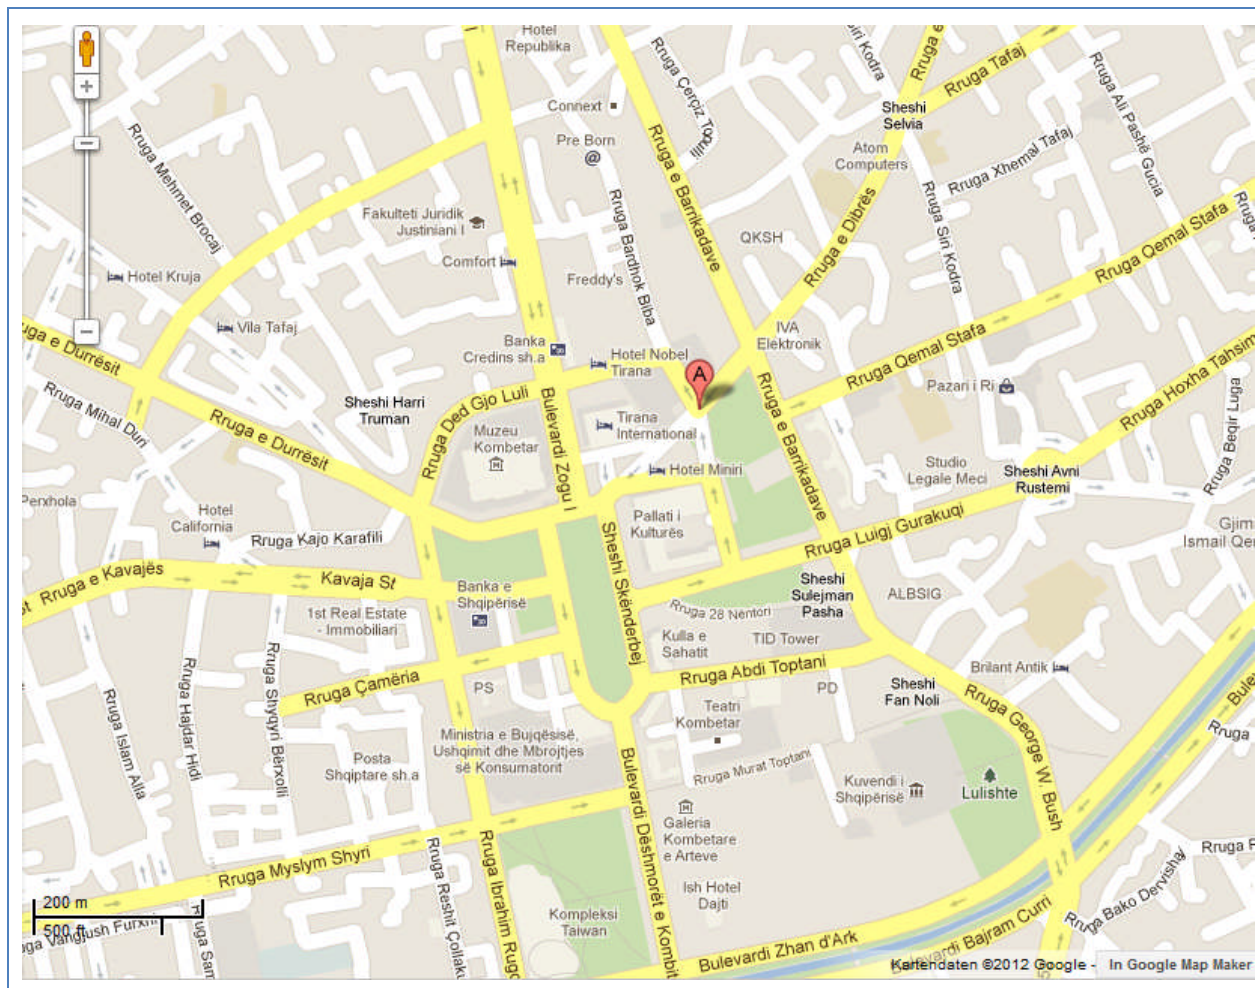 Hotel
Republika
Rruga Çerçiz Topulli
Siri Kodra
Rruga Tafaj
Rruga Ali Pashë Gucia
Connext
Pre Born
@
Rruga Mehmet Brocaj
Rruga e Barrikadave
Sheshi
Selvia
Atom
Computers
Rruga Xhemal Tafaj
Rruga Siri Kodra
Rruga Bardhok Biba
Fakulteti Juridik
Justiniani I
QKSH
Rruga e Dibrës
Rruga Qemal Stafa
Comfort
Freddy's
Hotel Kruja
Vila Tafaj
IVA
Elektronik
Banka
Credins sh.a
Hotel Nobel
Tirana
A
Rruga Qemal Stafa
Rruga Hoxha Tahsim
Pazari i Ri
Rruga Beqir Luga
uga e Durrësit
Rruga Mihal Duri
Sheshi Harri
Truman
Rruga Ded Gjo Luli
Bulevardi Zogu I
Tirana
International
Rruga e Barrikadave
Rruga e Durrësit
Muzeu
Kombetar
Hotel Miniri
Studio
Legale Meci
Sheshi Avni
Rustemi
Perxhola
Hotel
California
Rruga Kajo Karafili
Pallati i
Kulturës
Rruga Luigj Gurakuqi
Gjim
Ismail Qe
Rruga e Kavajës
Kavaja St
Banka e
Shqipërisë
Sheshi Skënderbej
Sheshi
Sulejman
Pasha
ALBSIG
1st Real Estate
- Immobiliari
Rruga 28 Nëntori
Kulla e
Sahatit
TID Tower
Rruga Çamëria
PS
Rruga Abdi Toptani
PD
Brilant Antik
Sheshi
Fan Noli
Rruga Islam Alla
Rruga Hajdar Hidi
Rruga Shyqyri Bërxolli
Teatri
Kombetar
Rruga George W. Bush
Ministria e Bujqësisë,
Ushqimit dhe Mbrojtjes
së Konsumatorit
Posta
Shqiptare sh.a
Rruga Murat Toptani
Kuvendi i
Shqipërisë
Lulishte
Rruga
Galeria
Kombetare
e Arteve
Rruga Myslym Shyri
Rruga Reshit Çollaku
Rruga Ibrahim Rugo
Bulevardi Dëshmorët e Kombit
Ish Hotel
Dajti
Kompleksi
Taiwan
200 m
500 ft
Rruga Sam
Rruga Bako Dervishaj
Bulevardi Zhan d'Ark
Bulevardi Bajram Curri
Kartendaten ©2012 Google -
In Google Map Maker